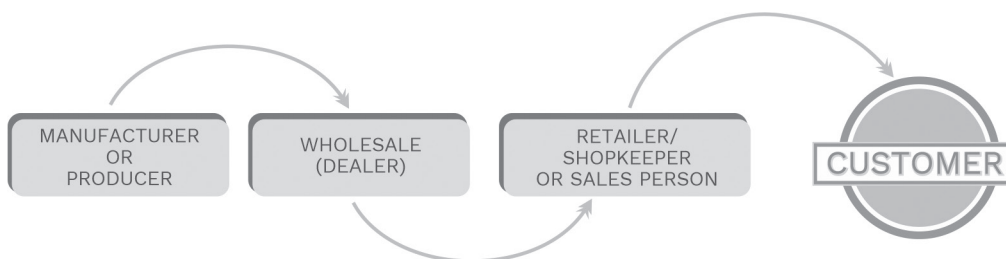 MANUFACTURER
OR
PRODUCER
WHOLESALE
(DEALER)
RETAILER/
SHOPKEEPER
OR SALES PERSON
CUSTOMER